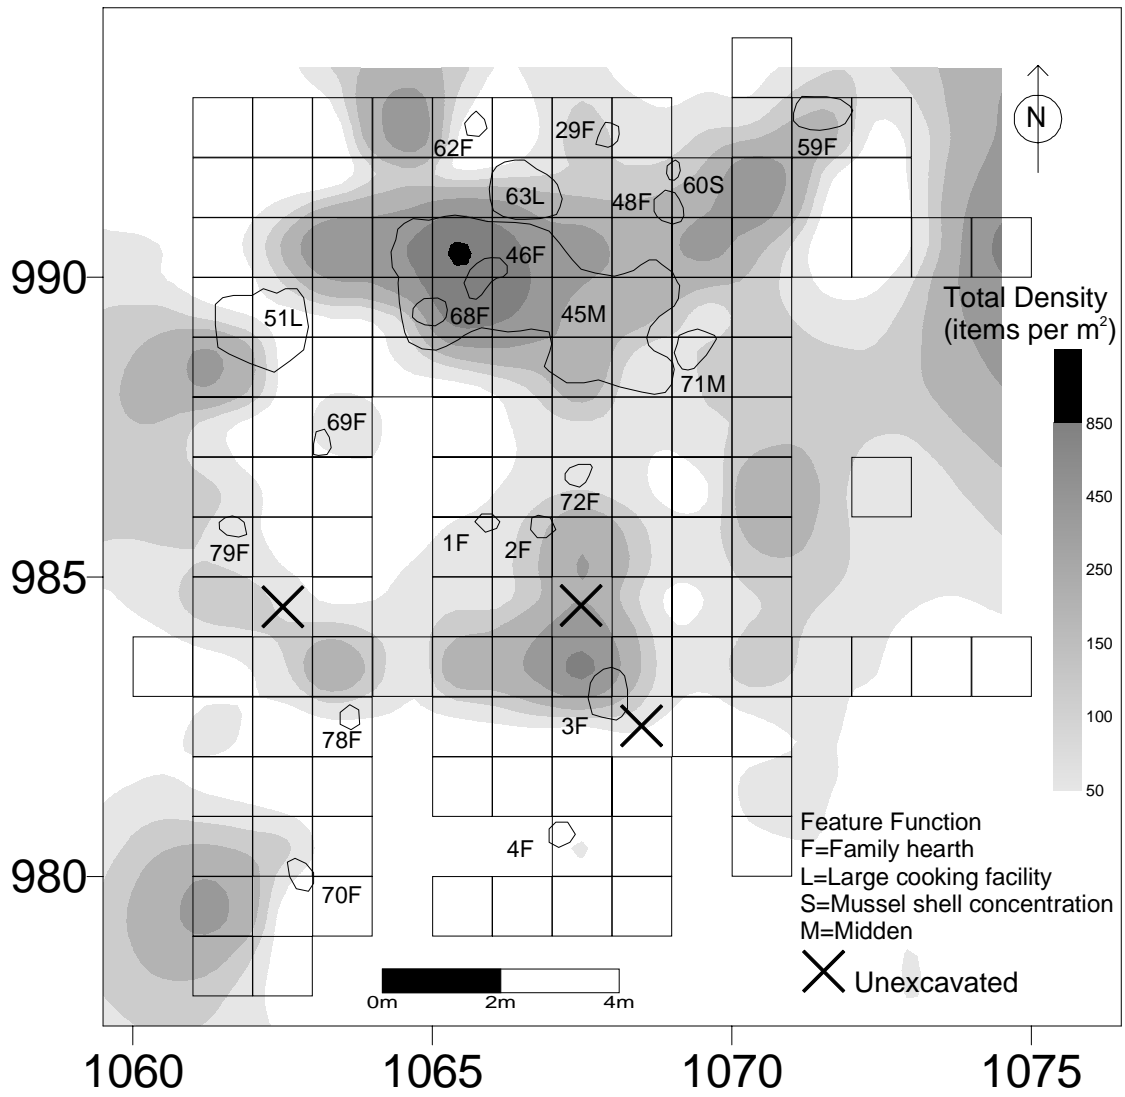 N
62F
29F
59F
63L
48F
60S
46F
990
51L
68F
45M
71M
Total Density
(items per m²)
850
450
250
150
100
50
69F
72F
1F
2F
79F
985
3F
78F
4F
980
70F
Feature Function
F=Family hearth
L=Large cooking facility
S=Mussel shell concentration
M=Midden
Unexcavated
0m 2m 4m
1060 1065 1070 1075